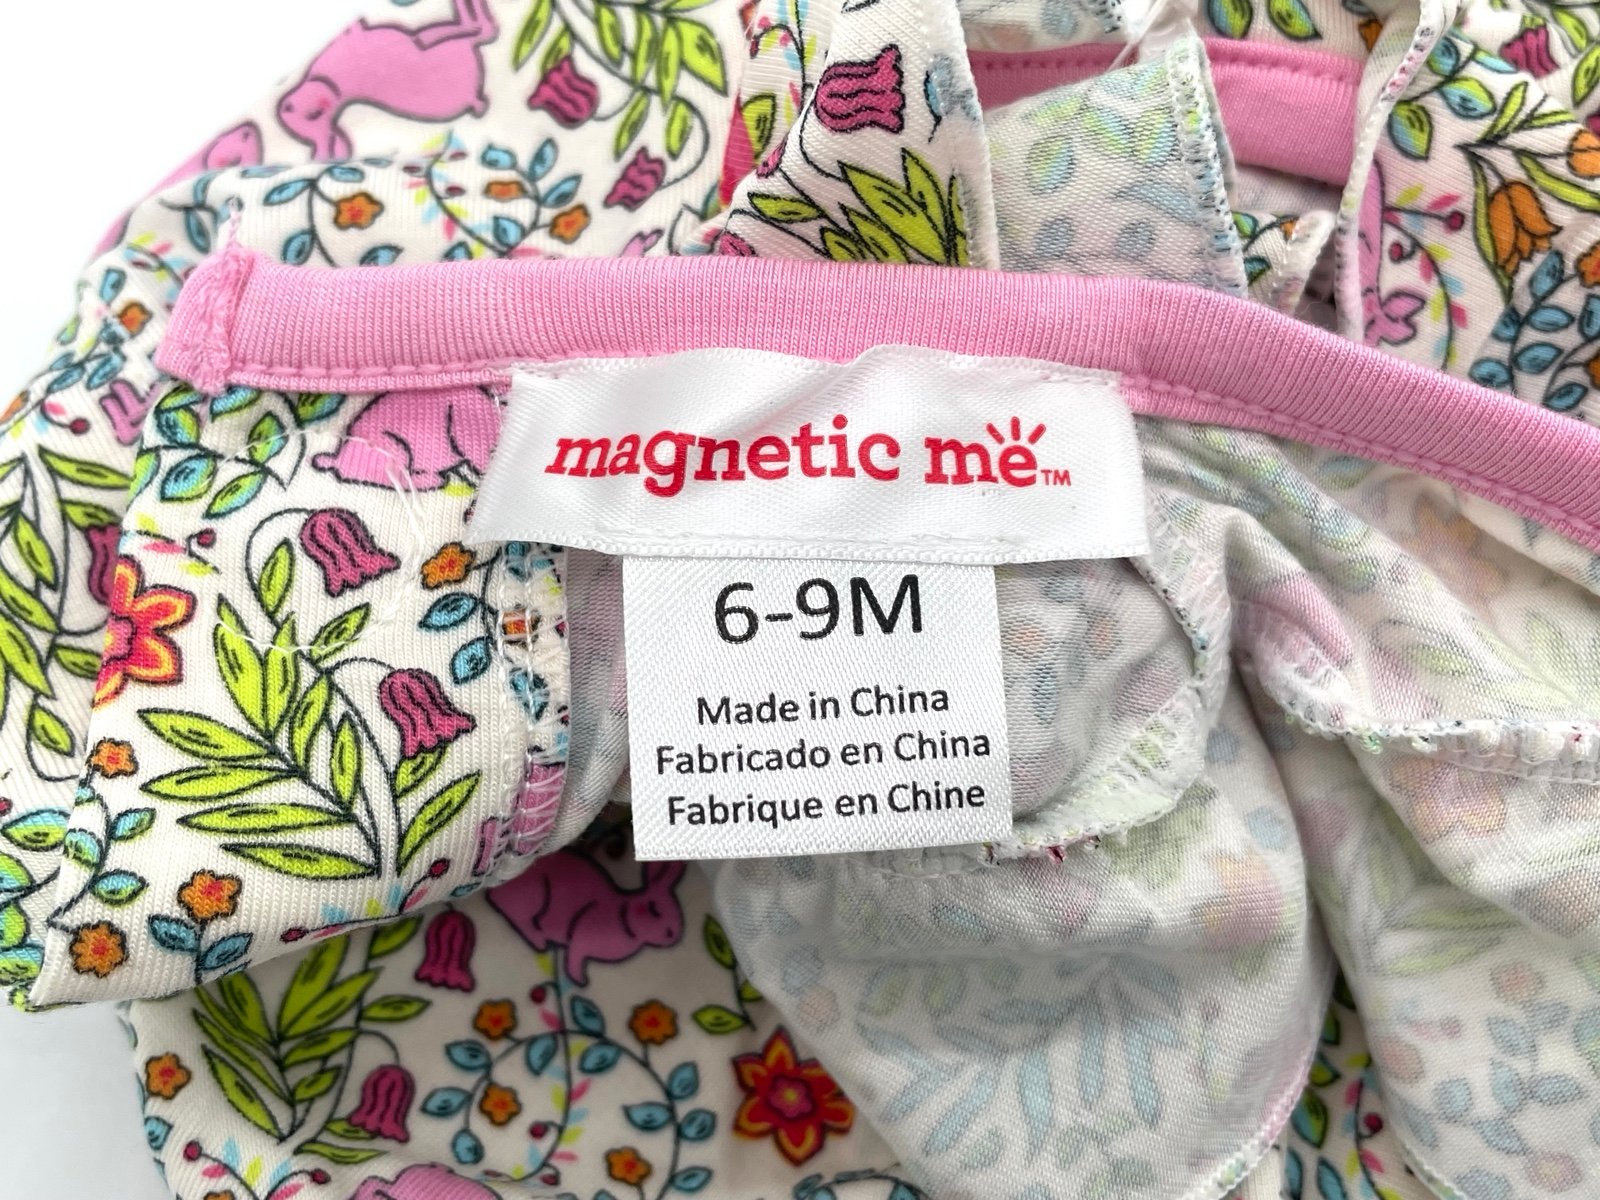 magnetic me™
6-9M
Made in China
Fabricado en China
Fabrique en Chine